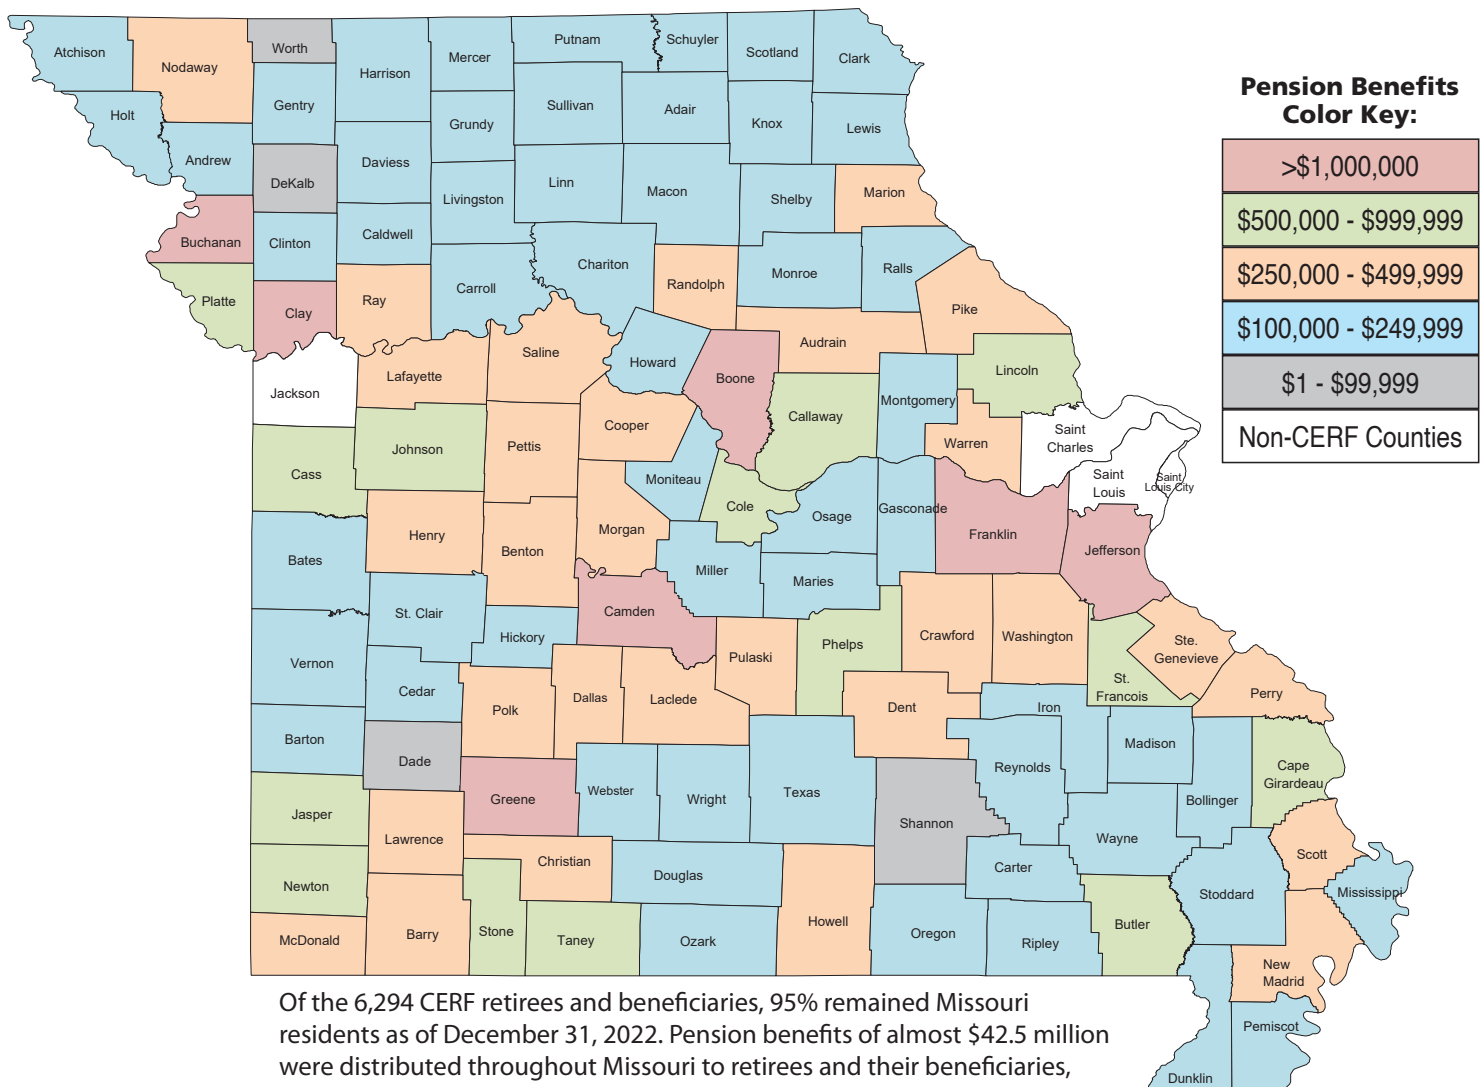 Atchison
Nodaway
Worth
Harrison
Mercer
Putnam
Schuyler
Scotland
Clark
Holt
Gentry
Sullivan
Adair
Knox
Lewis
Grundy
Andrew
DeKalb
Daviess
Livingston
Linn
Macon
Shelby
Marion
Buchanan
Clinton
Caldwell
Chariton
Randolph
Monroe
Ralls
Platte
Clay
Ray
Carroll
Pike
Saline
Howard
Audrain
Lincoln
Jackson
Lafayette
Boone
Callaway
Montgomery
Warren
Saint
Charles
Saint
Louis
Saint
Louis City
Cass
Johnson
Pettis
Cooper
Moniteau
Cole
Osage
Gasconade
Franklin
Jefferson
Bates
Henry
Benton
Morgan
Miller
Maries
St. Clair
Hickory
Camden
Pulaski
Phelps
Crawford
Washington
Ste.
Genevieve
St.
Francois
Perry
Vernon
Cedar
Polk
Dallas
Laclede
Dent
Iron
Madison
Barton
Dade
Greene
Webster
Wright
Texas
Shannon
Reynolds
Bollinger
Cape
Girardeau
Jasper
Lawrence
Christian
Douglas
Carter
Wayne
Scott
Mississippi
Stoddard
Newton
McDonald
Barry
Stone
Taney
Ozark
Howell
Oregon
Ripley
Butler
New
Madrid
Pemiscot
Dunklin
Pension Benefits
Color Key:
>$1,000,000
$500,000 - $999,999
$250,000 - $499,999
$100,000 - $249,999
$1 - $99,999
Non-CERF Counties
Of the 6,294 CERF retirees and beneficiaries, 95% remained Missouri
residents as of December 31, 2022. Pension benefits of almost $42.5 million
were distributed throughout Missouri to retirees and their beneficiaries,